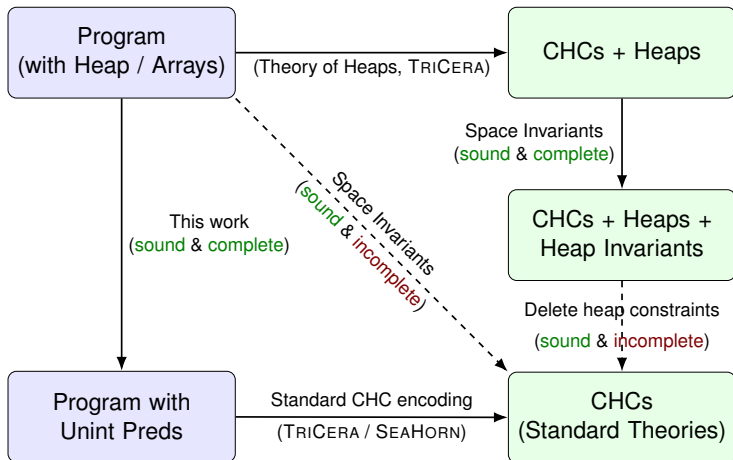 Program
(with Heap / Arrays)
(Theory of Heaps, TRICERA)
CHCs + Heaps
Space Invariants
(sound & complete)
This work
(sound & complete)
Space Invariants
(sound & incomplete)
CHCs + Heaps +
Heap Invariants
Delete heap constraints
(sound & incomplete)
Program with
Unint Preds
Standard CHC encoding
(TRICERA / SEAHORN)
CHCs
(Standard Theories)